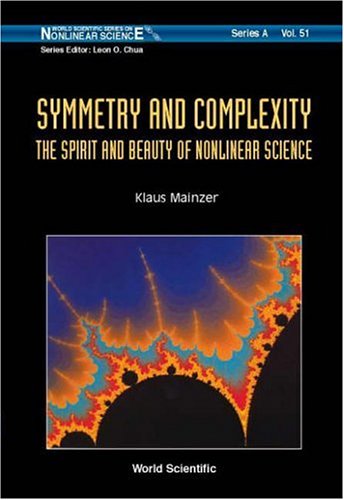 WORLD SCIENTIFIC SERIES ON
NONLINEAR SCIENCE
Series A Vol. 51
Series Editor: Leon O. Chua
SYMMETRY AND COMPLEXITY
THE SPIRIT AND BEAUTY OF NONLINEAR SCIENCE
Klaus Mainzer
World Scientific